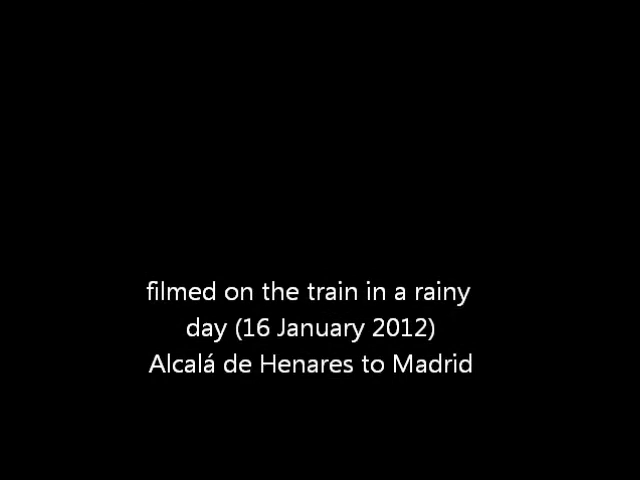 filmed on the train in a rainy
day (16 January 2012)
Alcalá de Henares to Madrid